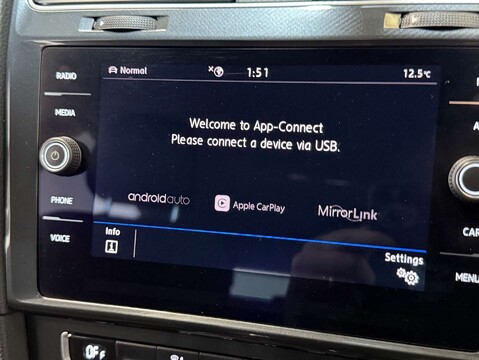 RADIO
MEDIA
PHONE
VOICE
Normal
1:51
12.5°C
Welcome to App-Connect
Please connect a device via USB.
androidauto
Apple CarPlay
MirrorLink
Info
Settings
MENU
OFF